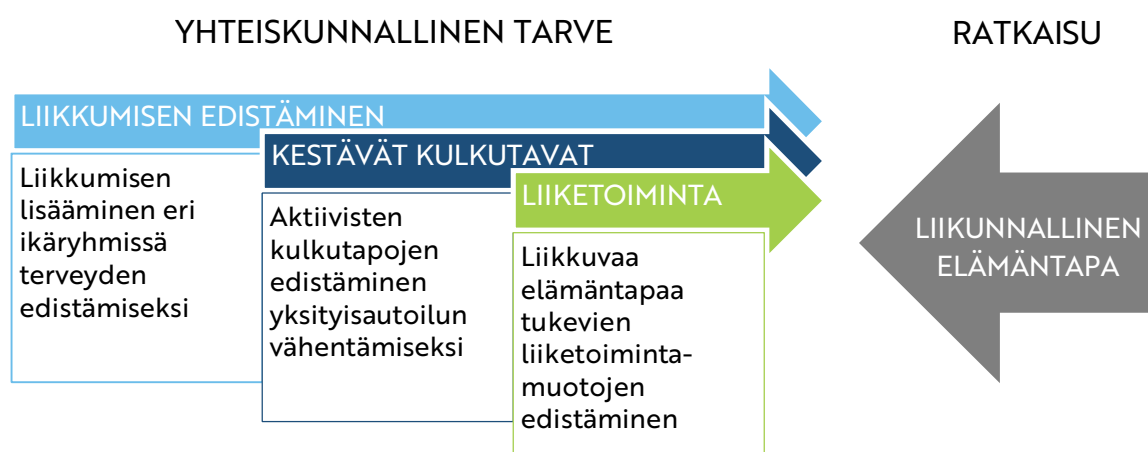 YHTEISKUNNALLINEN TARVE
RATKAISU
LIIKKUMISEN EDISTÄMINEN
Liikkumisen
lisääminen eri
ikäryhmissä
terveyden
edistämiseksi
KESTÄVÄT KULKUTAVAT
Aktiivisten
kulkutapojen
edistäminen
yksityisautoilun
vähentämiseksi
LIIKETOIMINTA
Liikkuvaa
elämäntapaa
tukevien
liiketoiminta-
muotojen
edistäminen
LIIKUNNALLINEN
ELÄMÄNTAPA